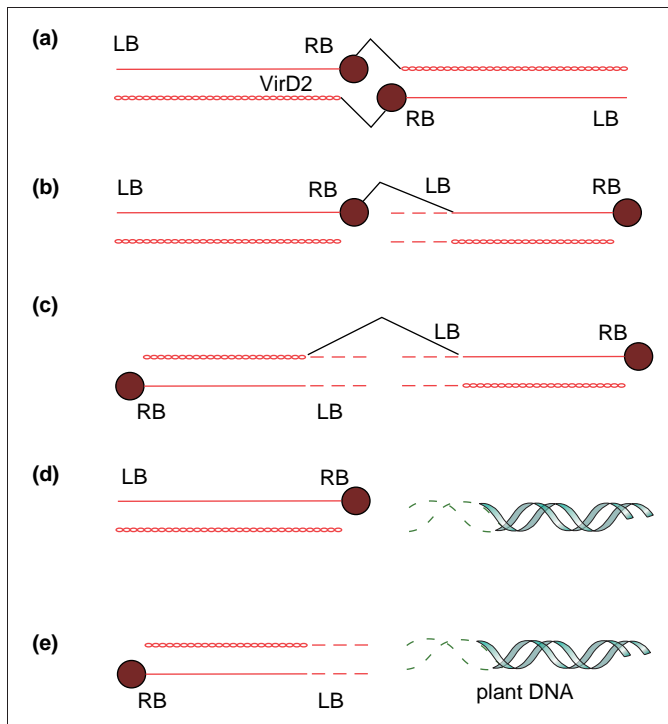 (a)
LB RB
VirD2
RB LB
(b)
LB RB LB RB
(c)
LB RB
RB LB
(d)
LB RB
(e)
RB LB plant DNA